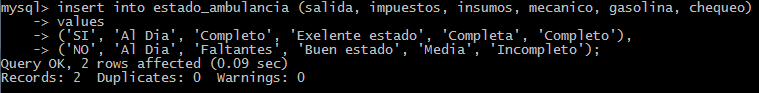 mysql> insert into estado_ambulancia (salida, impuestos, insumos, mecanico, gasolina, chequeo)
    -> values
    -> ('SI', 'Al Dia', 'Completo', 'Exelente estado', 'Completa', 'Completo'),
    -> ('NO', 'Al Dia', 'Faltantes', 'Buen estado', 'Media', 'Incompleto');
Query OK, 2 rows affected (0.09 sec)
Records: 2  Duplicates: 0  Warnings: 0